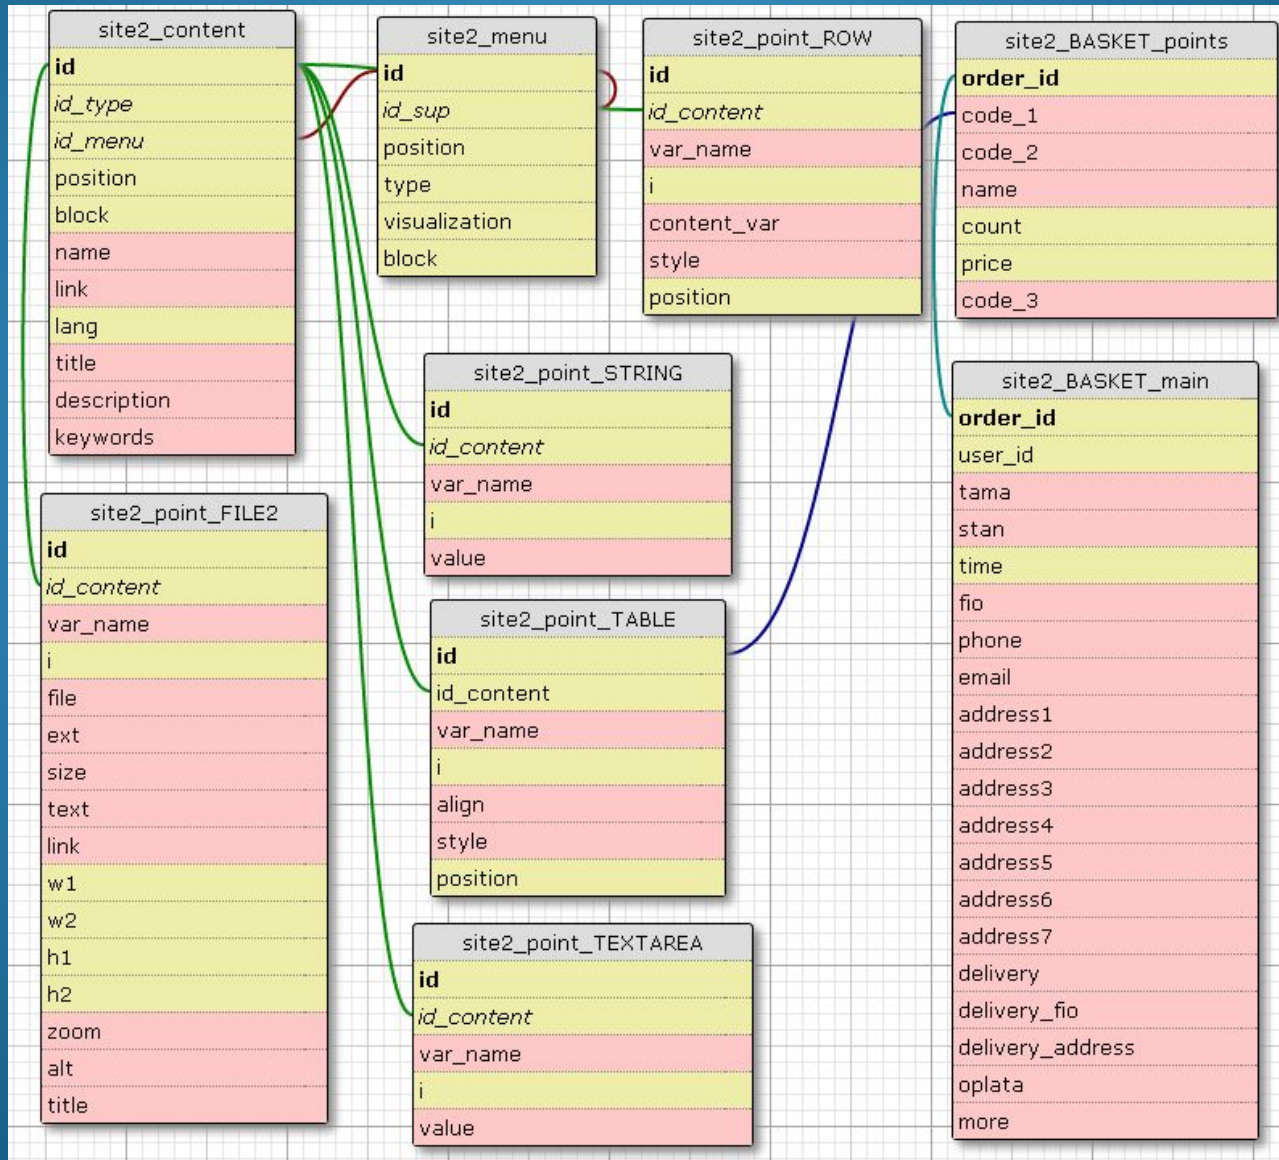 site2_content
id
id_type
id_menu
position
block
name
link
lang
title
description
keywords
site2_menu
id
id_sup
position
type
visualization
block
site2_point_ROW
id
id_content
var_name
i
content_var
style
position
site2_BASKET_points
order_id
code_1
code_2
name
count
price
code_3
site2_point_STRING
id
id_content
var_name
i
value
site2_BASKET_main
order_id
user_id
tama
stan
time
fio
phone
email
address1
address2
address3
address4
address5
address6
address7
delivery
delivery_fio
delivery_address
oplata
more
site2_point_FILE2
id
id_content
var_name
i
file
ext
size
text
link
w1
w2
h1
h2
zoom
alt
title
site2_point_TABLE
id
id_content
var_name
i
align
style
position
site2_point_TEXTAREA
id
id_content
var_name
i
value